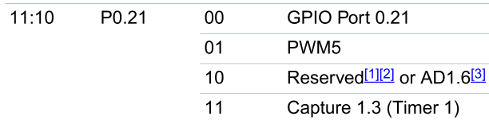 11:10 P0.21 00 GPIO Port 0.21
01 PWM5
10 Reserved[1][2] or AD1.6[3]
11 Capture 1.3 (Timer 1)